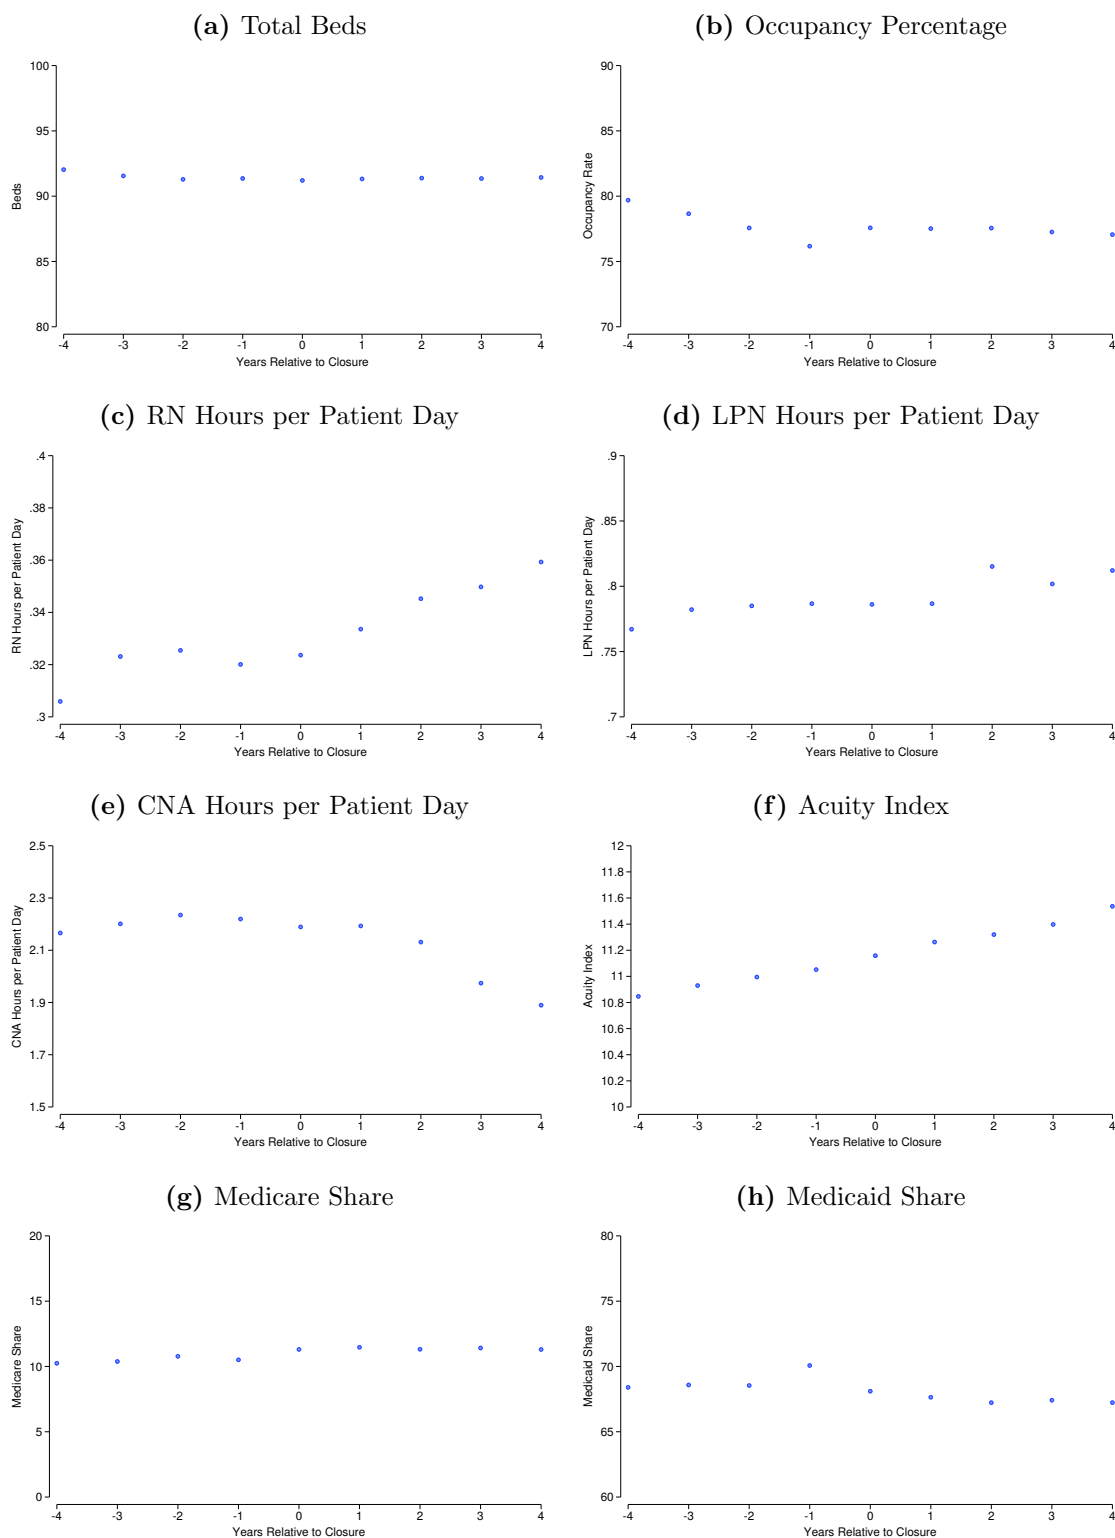 (a) Total Beds
100
95
90
85
80
Beds
-4 -3 -2 -1 0 1 2 3 4
Years Relative to Closure
(b) Occupancy Percentage
90
85
80
75
70
Occupancy Rate
-4 -3 -2 -1 0 1 2 3 4
Years Relative to Closure
(c) RN Hours per Patient Day
.4
.38
.36
.34
.32
.3
RN Hours per Patient Day
-4 -3 -2 -1 0 1 2 3 4
Years Relative to Closure
(d) LPN Hours per Patient Day
.9
.85
.8
.75
.7
LPN Hours per Patient Day
-4 -3 -2 -1 0 1 2 3 4
Years Relative to Closure
(e) CNA Hours per Patient Day
2.5
2.3
2.1
1.9
1.7
1.5
CNA Hours per Patient Day
-4 -3 -2 -1 0 1 2 3 4
Years Relative to Closure
(f) Acuity Index
12
11.8
11.6
11.4
11.2
11
10.8
10.6
10.4
10.2
10
Acuity Index
-4 -3 -2 -1 0 1 2 3 4
Years Relative to Closure
(g) Medicare Share
20
15
10
5
0
Medicare Share
-4 -3 -2 -1 0 1 2 3 4
Years Relative to Closure
(h) Medicaid Share
80
75
70
65
60
Medicaid Share
-4 -3 -2 -1 0 1 2 3 4
Years Relative to Closure